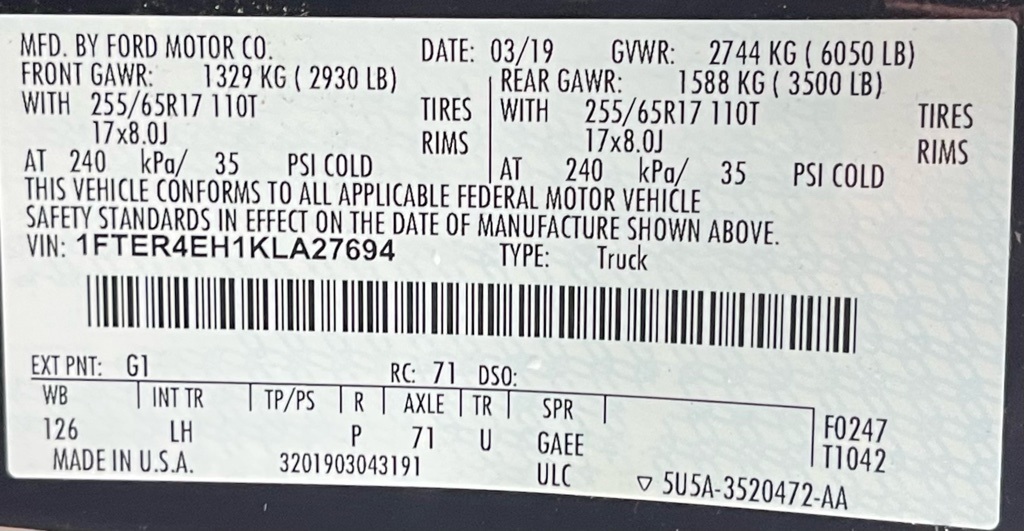 MFD. BY FORD MOTOR CO. DATE: 03/19 GVWR: 2744 KG ( 6050 LB)
FRONT GAWR: 1329 KG ( 2930 LB) REAR GAWR: 1588 KG ( 3500 LB)
WITH 255/65R17 110T TIRES WITH 255/65R17 110T TIRES
17x8.0J RIMS 17x8.0J RIMS
AT 240 kPa/ 35 PSI COLD AT 240 kPa/ 35 PSI COLD
THIS VEHICLE CONFORMS TO ALL APPLICABLE FEDERAL MOTOR VEHICLE
SAFETY STANDARDS IN EFFECT ON THE DATE OF MANUFACTURE SHOWN ABOVE.
VIN: 1FTER4EH1KLA27694 TYPE: Truck
EXT PNT: G1 RC: 71 DSO:
WB INT TR TP/PS R AXLE TR SPR F0247
126 LH P 71 U GAEE T1042
MADE IN U.S.A. 3201903043191 ULC ▽ 5U5A-3520472-AA